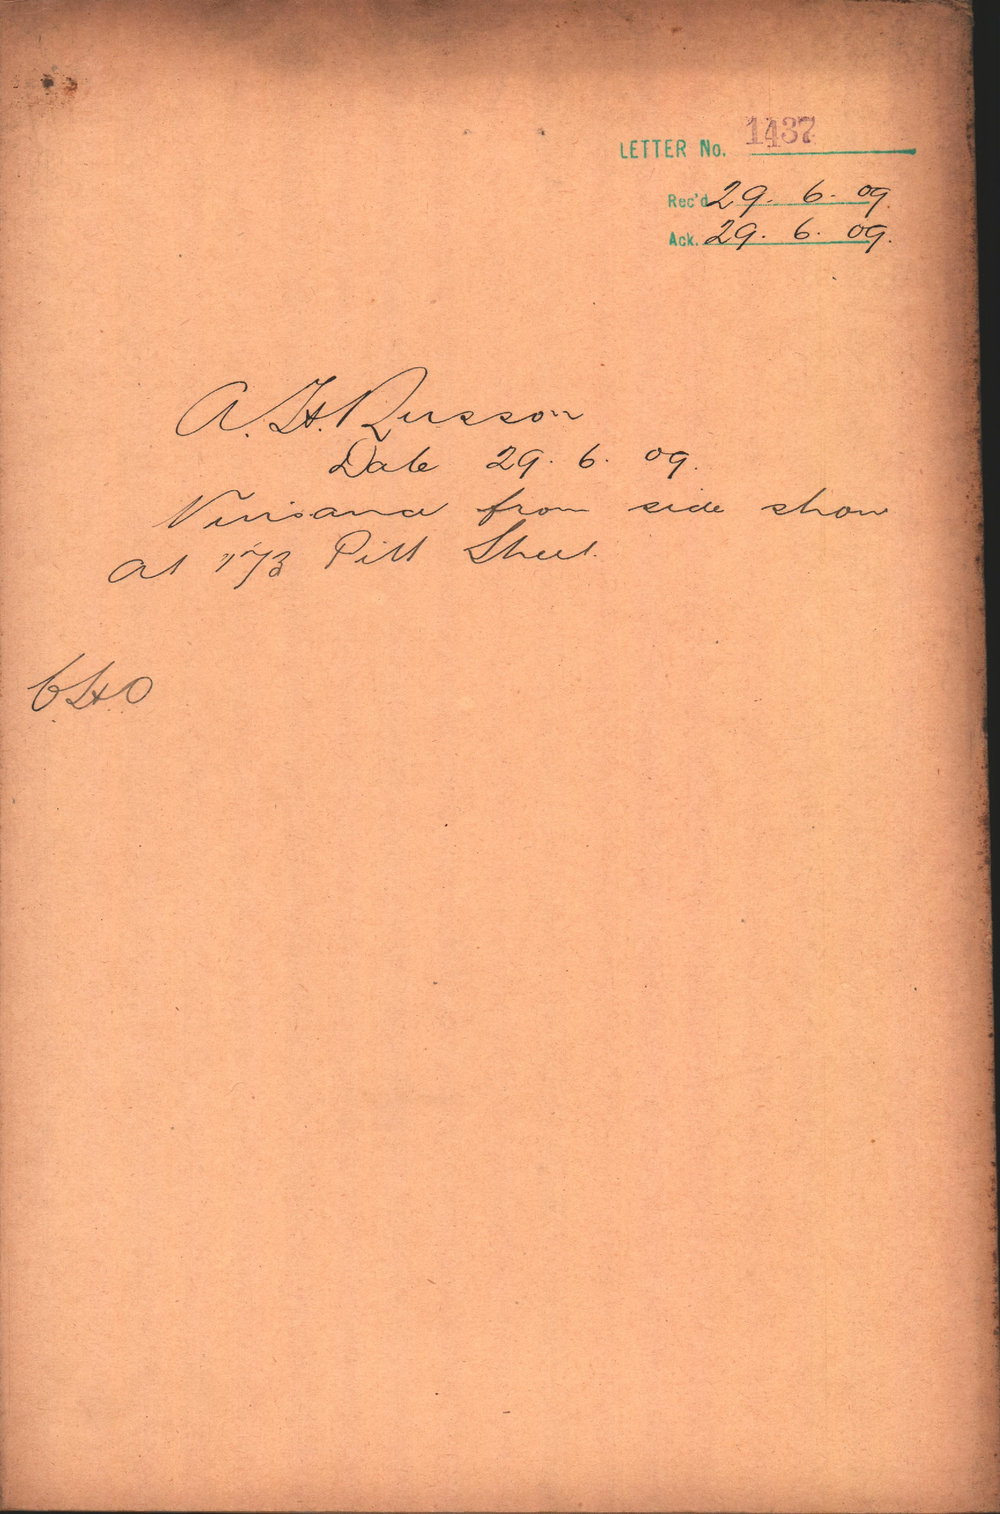 LETTER No. 1437
Rec'd 29. 6. 09.
Ack. 29. 6. 09.
A. H. Russon
Date 29. 6. 09.
Nuisance from side show
at 173 Pitt Street.
C.H.O